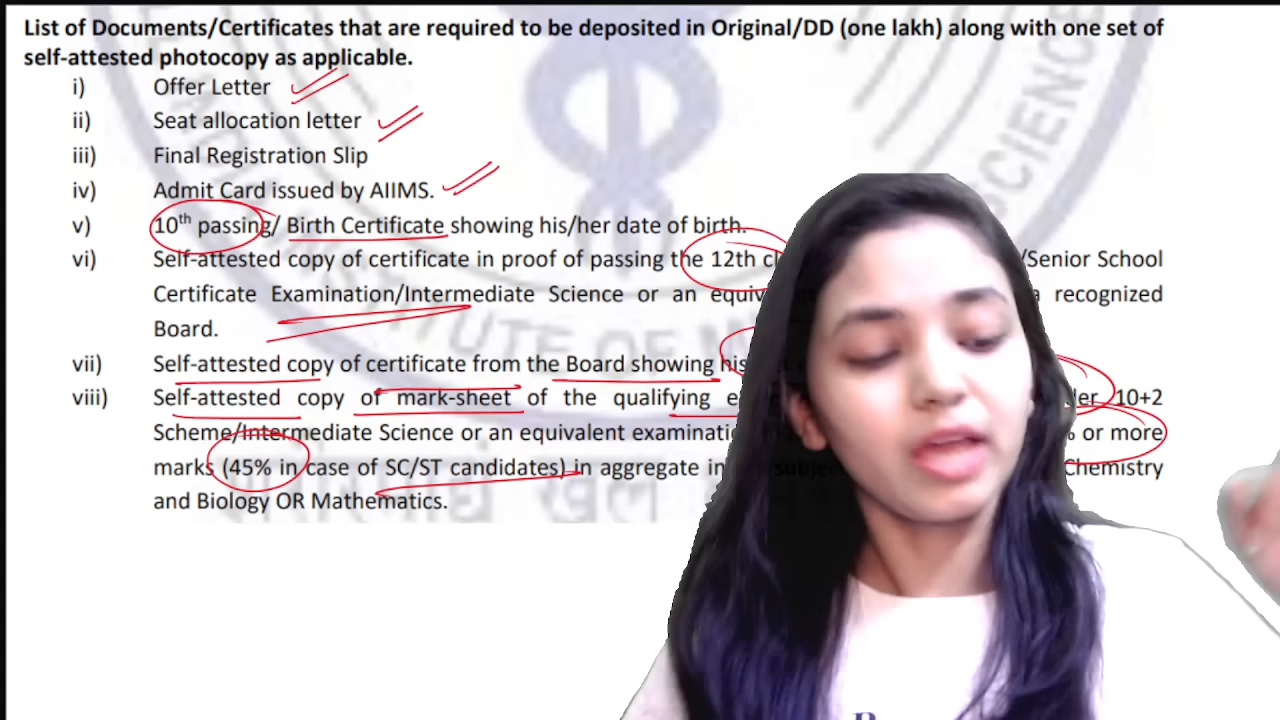 List of Documents/Certificates that are required to be deposited in Original/DD (one lakh) along with one set of
self-attested photocopy as applicable.
i) Offer Letter
ii) Seat allocation letter
iii) Final Registration Slip
iv) Admit Card issued by AIIMS.
v) 10th passing/ Birth Certificate showing his/her date of birth.
vi) Self-attested copy of certificate in proof of passing the 12th /Senior School
Certificate Examination/Intermediate Science or an recognized
Board.
vii) Self-attested copy of certificate from the Board showing his
viii) Self-attested copy of mark-sheet of the qualifying 10+2
Scheme/Intermediate Science or an equivalent or more
marks (45% in case of SC/ST candidates) in aggregate in Chemistry
and Biology OR Mathematics.
INSTITUTE OF
SCIENCE